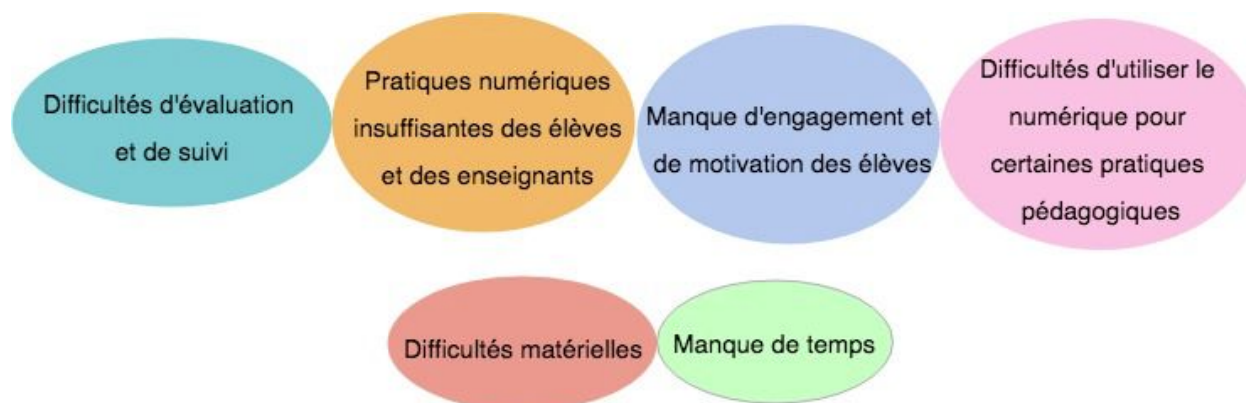 Difficultés d'évaluation
et de suivi
Pratiques numériques
insuffisantes des élèves
et des enseignants
Manque d'engagement et
de motivation des élèves
Difficultés d'utiliser le
numérique pour
certaines pratiques
pédagogiques
Difficultés matérielles
Manque de temps